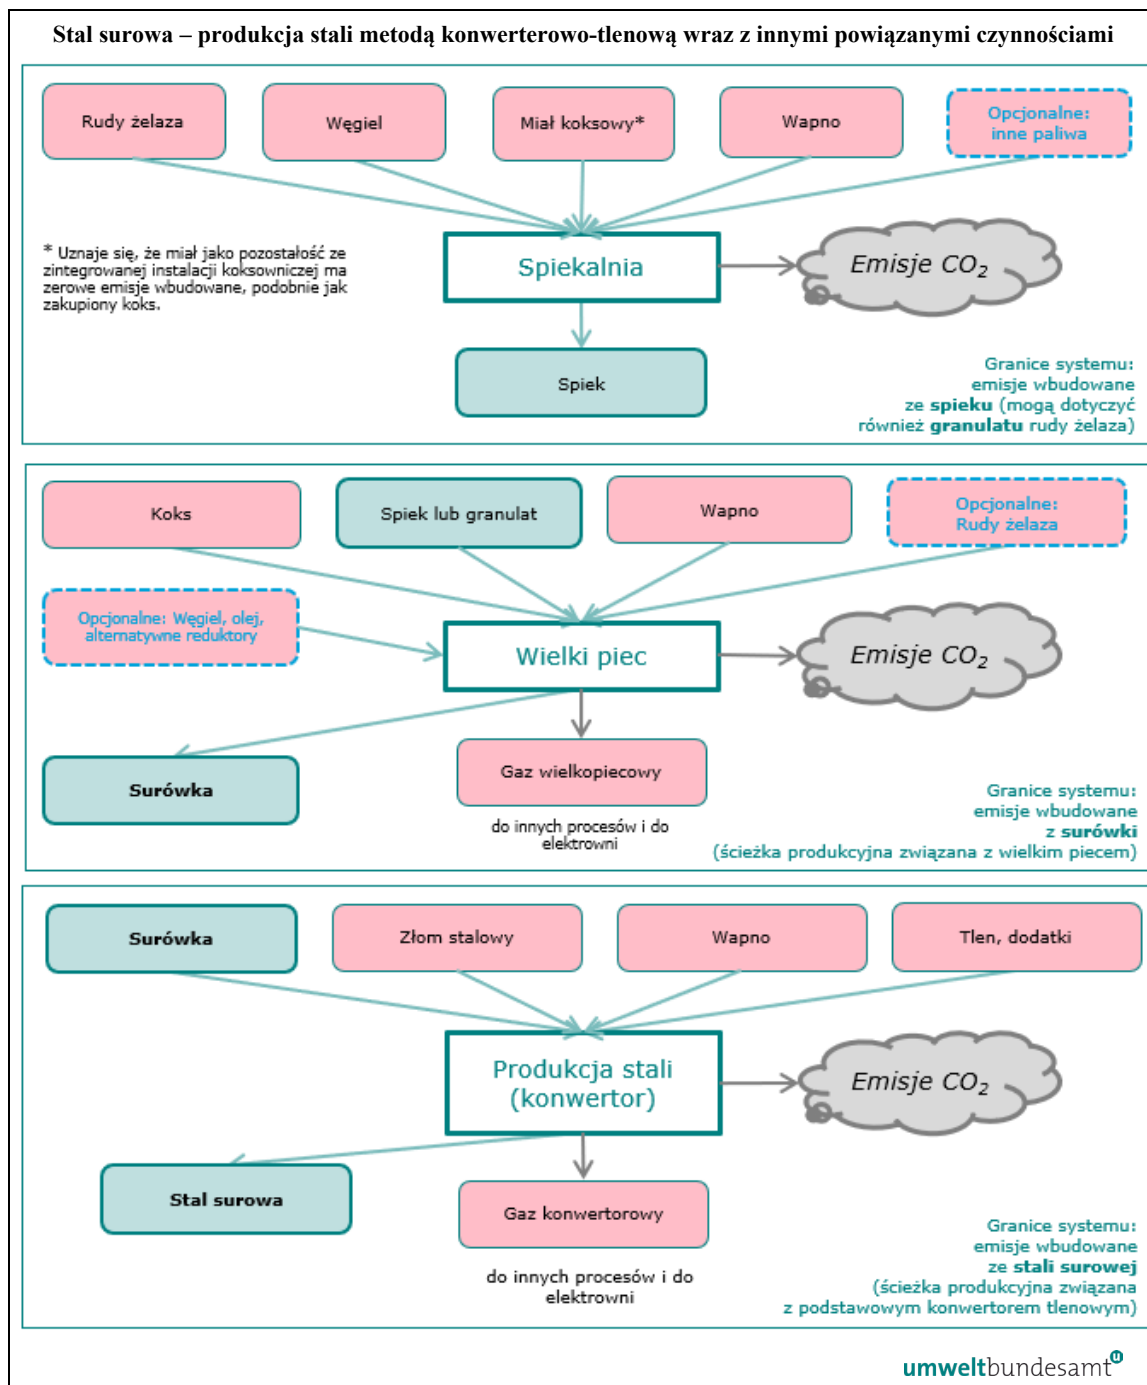 Stal surowa – produkcja stali metodą konwerterowo-tlenową wraz z innymi powiązanymi czynnościami
Rudy żelaza
Węgiel
Miał koksowy*
Wapno
Opcjonalne:
inne paliwa
* Uznaje się, że miał jako pozostałość ze
zintegrowanej instalacji koksowniczej ma
zerowe emisje wbudowane, podobnie jak
zakupiony koks.
Spiekalnia
Emisje CO₂
Spiek
Granice systemu:
emisje wbudowane
ze spieku (mogą dotyczyć
również granulatu rudy żelaza)
Koks
Spiek lub granulat
Wapno
Opcjonalne:
Rudy żelaza
Opcjonalne: Węgiel, olej,
alternatywne reduktory
Wielki piec
Emisje CO₂
Surówka
Gaz wielkopiecowy
do innych procesów i do
elektrowni
Granice systemu:
emisje wbudowane
z surówki
(ścieżka produkcyjna związana z wielkim piecem)
Surówka
Złom stalowy
Wapno
Tlen, dodatki
Produkcja stali
(konwertor)
Emisje CO₂
Stal surowa
Gaz konwertorowy
do innych procesów i do
elektrowni
Granice systemu:
emisje wbudowane
ze stali surowej
(ścieżka produkcyjna związana
z podstawowym konwertorem tlenowym)
umweltbundesamt